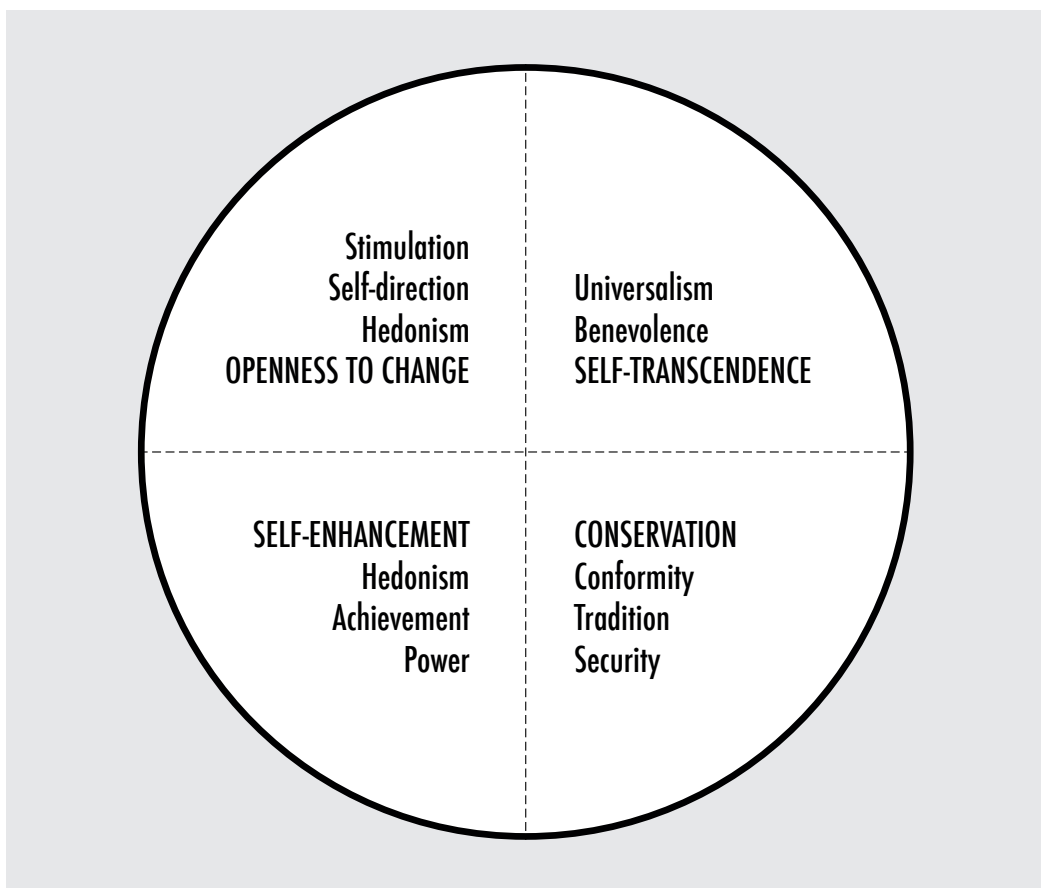 Stimulation
Self-direction
Hedonism
OPENNESS TO CHANGE
Universalism
Benevolence
SELF-TRANSCENDENCE
SELF-ENHANCEMENT
Hedonism
Achievement
Power
CONSERVATION
Conformity
Tradition
Security